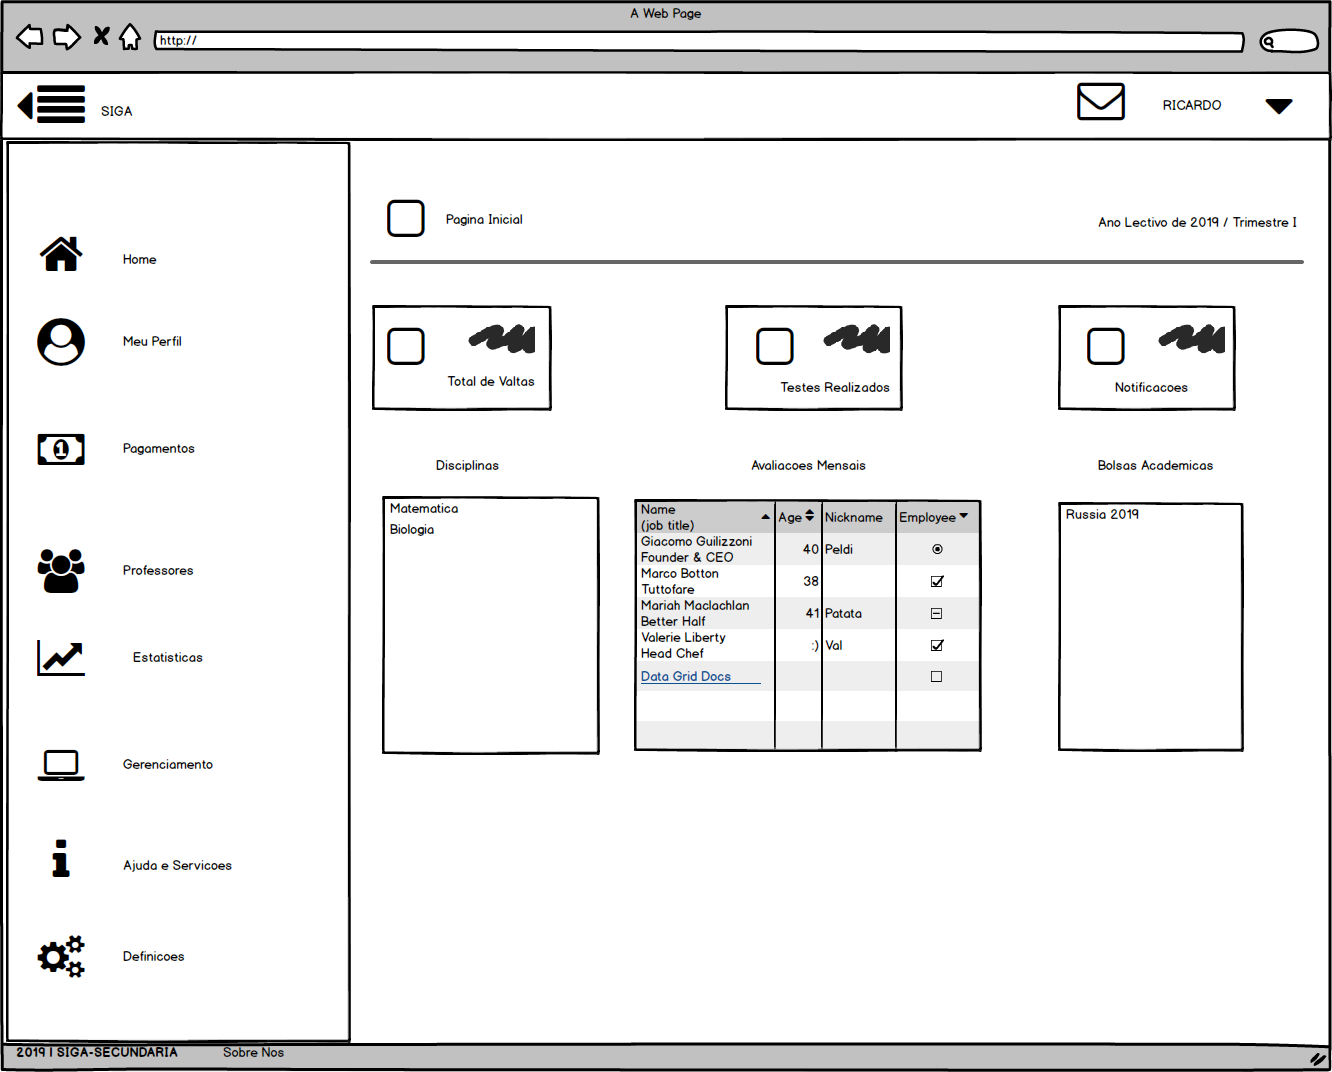 A Web Page
http://
SIGA
RICARDO
Home
Meu Perfil
Pagamentos
Professores
Estatisticas
Gerenciamento
Ajuda e Servicoes
Definicoes
Pagina Inicial
Ano Lectivo de 2019 / Trimestre I
Total de Valtas
Testes Realizados
Notificacoes
Disciplinas
Matematica
Biologia
Avaliacoes Mensais
Name
(job title)
Age
Nickname
Employee
Giacomo Guilizzoni
Founder & CEO
40
Peldi
Marco Botton
Tuttofare
38
Mariah Maclachlan
Better Half
41
Patata
Valerie Liberty
Head Chef
:)
Val
Data Grid Docs
Bolsas Academicas
Russia 2019
2019 | SIGA-SECUNDARIA
Sobre Nos